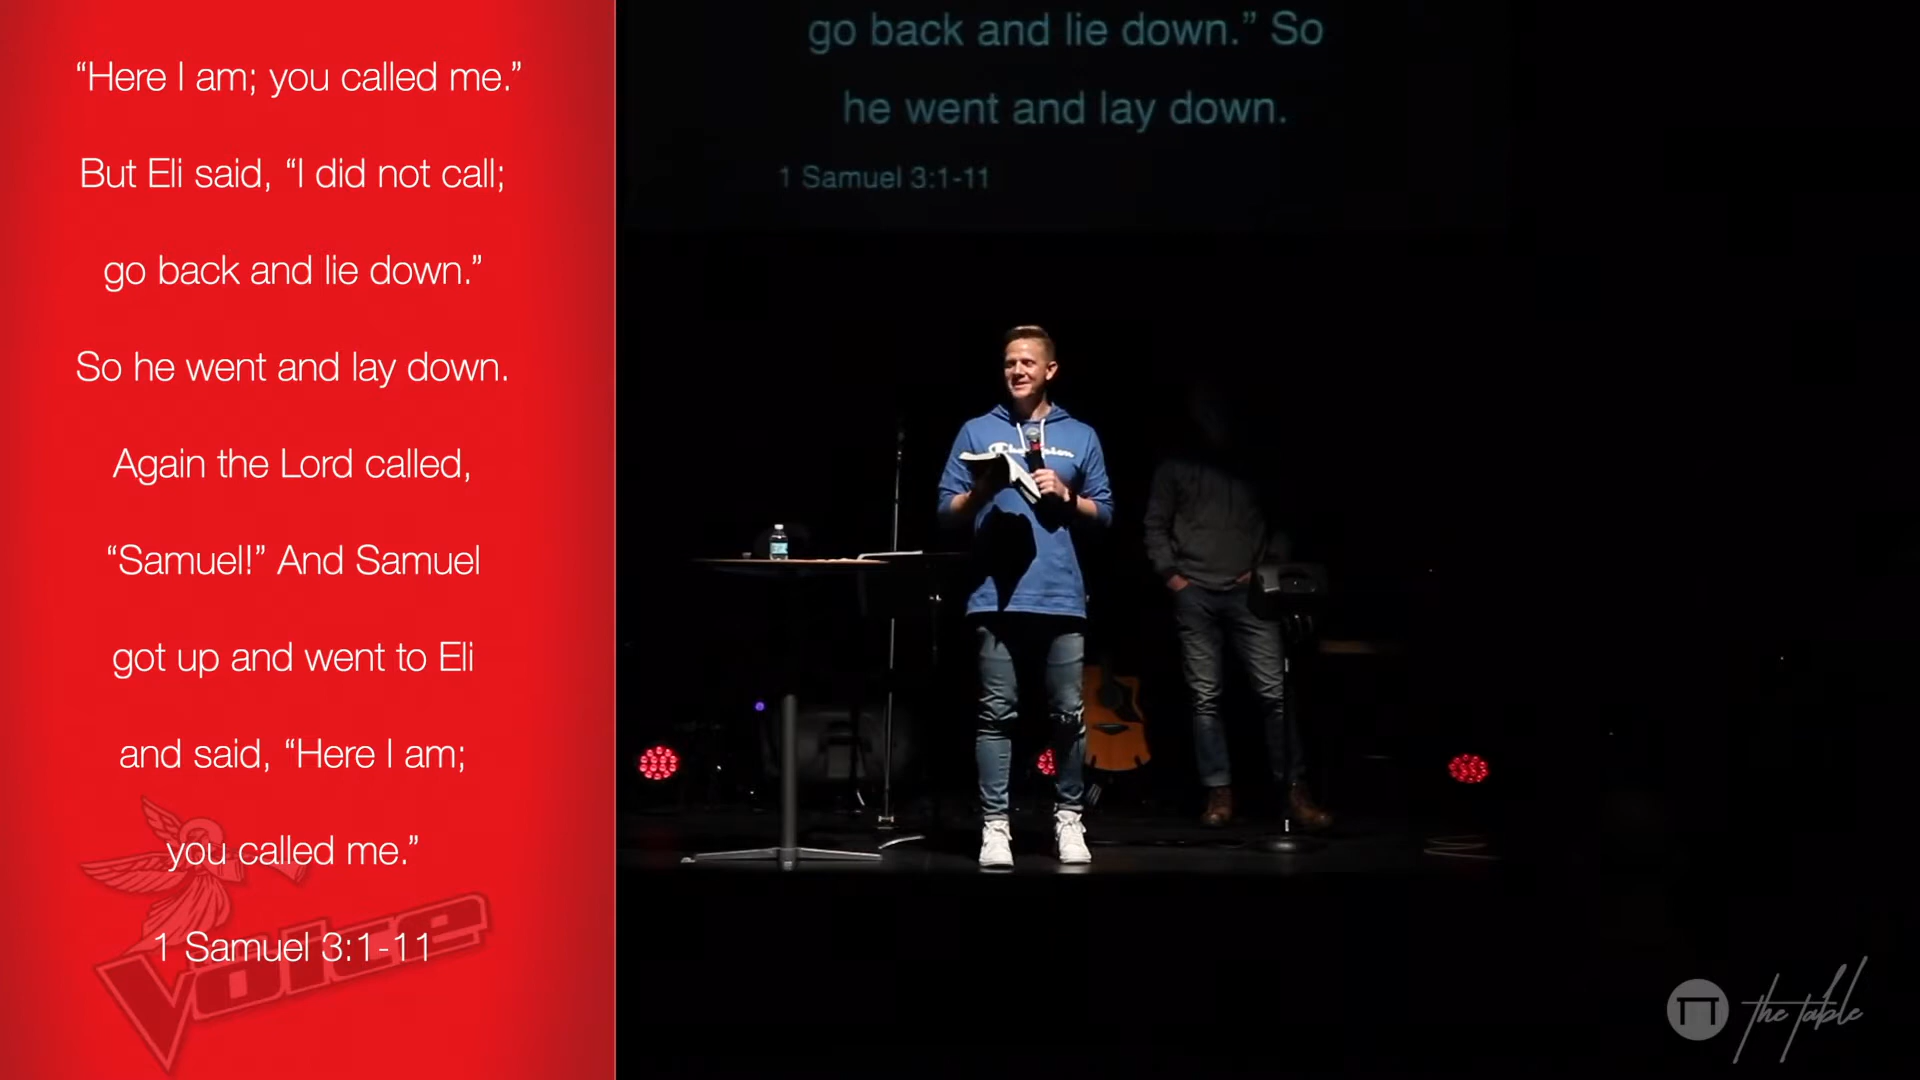 “Here I am; you called me.”
But Eli said, “I did not call;
go back and lie down.”
So he went and lay down.
Again the Lord called,
“Samuel!” And Samuel
got up and went to Eli
and said, “Here I am;
you called me.”
1 Samuel 3:1-11
Voice
go back and lie down.” So
he went and lay down.
1 Samuel 3:1-11
Champion
the Table